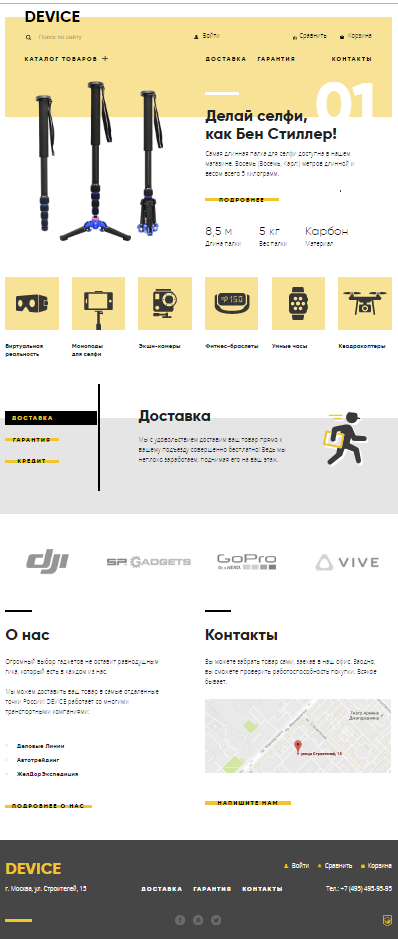 DEVICE
Поиск по сайту
Войти
Сравнить
Корзина
КАТАЛОГ ТОВАРОВ +
ДОСТАВКА
ГАРАНТИЯ
КОНТАКТЫ
01
Делай селфи,
как Бен Стиллер!
Самая длинная палка для селфи доступна в нашем
магазине. Восемь (Восемь, Карл!) метров длинной и
весом всего 5 килограмм.
ПОДРОБНЕЕ
8,5 м
5 кг
Карбон
Длина палки
Вес палки
Материал
Виртуальная
реальность
Моноподы
для селфи
Экшн-камеры
Фитнес-браслеты
Умные часы
Квадракоптеры
ДОСТАВКА
ГАРАНТИЯ
КРЕДИТ
Доставка
Мы с удовольствием доставим ваш товар прямо к
вашему подъезду совершенно бесплатно! Ведь мы
неплохо заработаем, поднимая его на ваш этаж.
dji
SP GADGETS
GoPro
Be a HERO.
VIVE
О нас
Огромный выбор гаджетов не оставит равнодушным
гика, который есть в каждом из нас.
Мы можем доставить ваш товар в самые отдаленные
точки России! DEVICE работает со многими
транспортными компаниями:
Деловые Линии
Автотрейдинг
ЖелДорЭкспедиция
ПОДРОБНЕЕ О НАС
Контакты
Вы можете забрать товар сами, заехав в наш офис. Заодно,
вы сможете проверить работоспособность покупки. Всякое
бывает.
Театр Армена
Джигарханяна
улица Строителей, 15
НАПИШИТЕ НАМ
DEVICE
Войти
Сравнить
Корзина
г. Москва, ул. Строителей, 15
ДОСТАВКА
ГАРАНТИЯ
КОНТАКТЫ
Тел.: +7 (495) 495-95-95